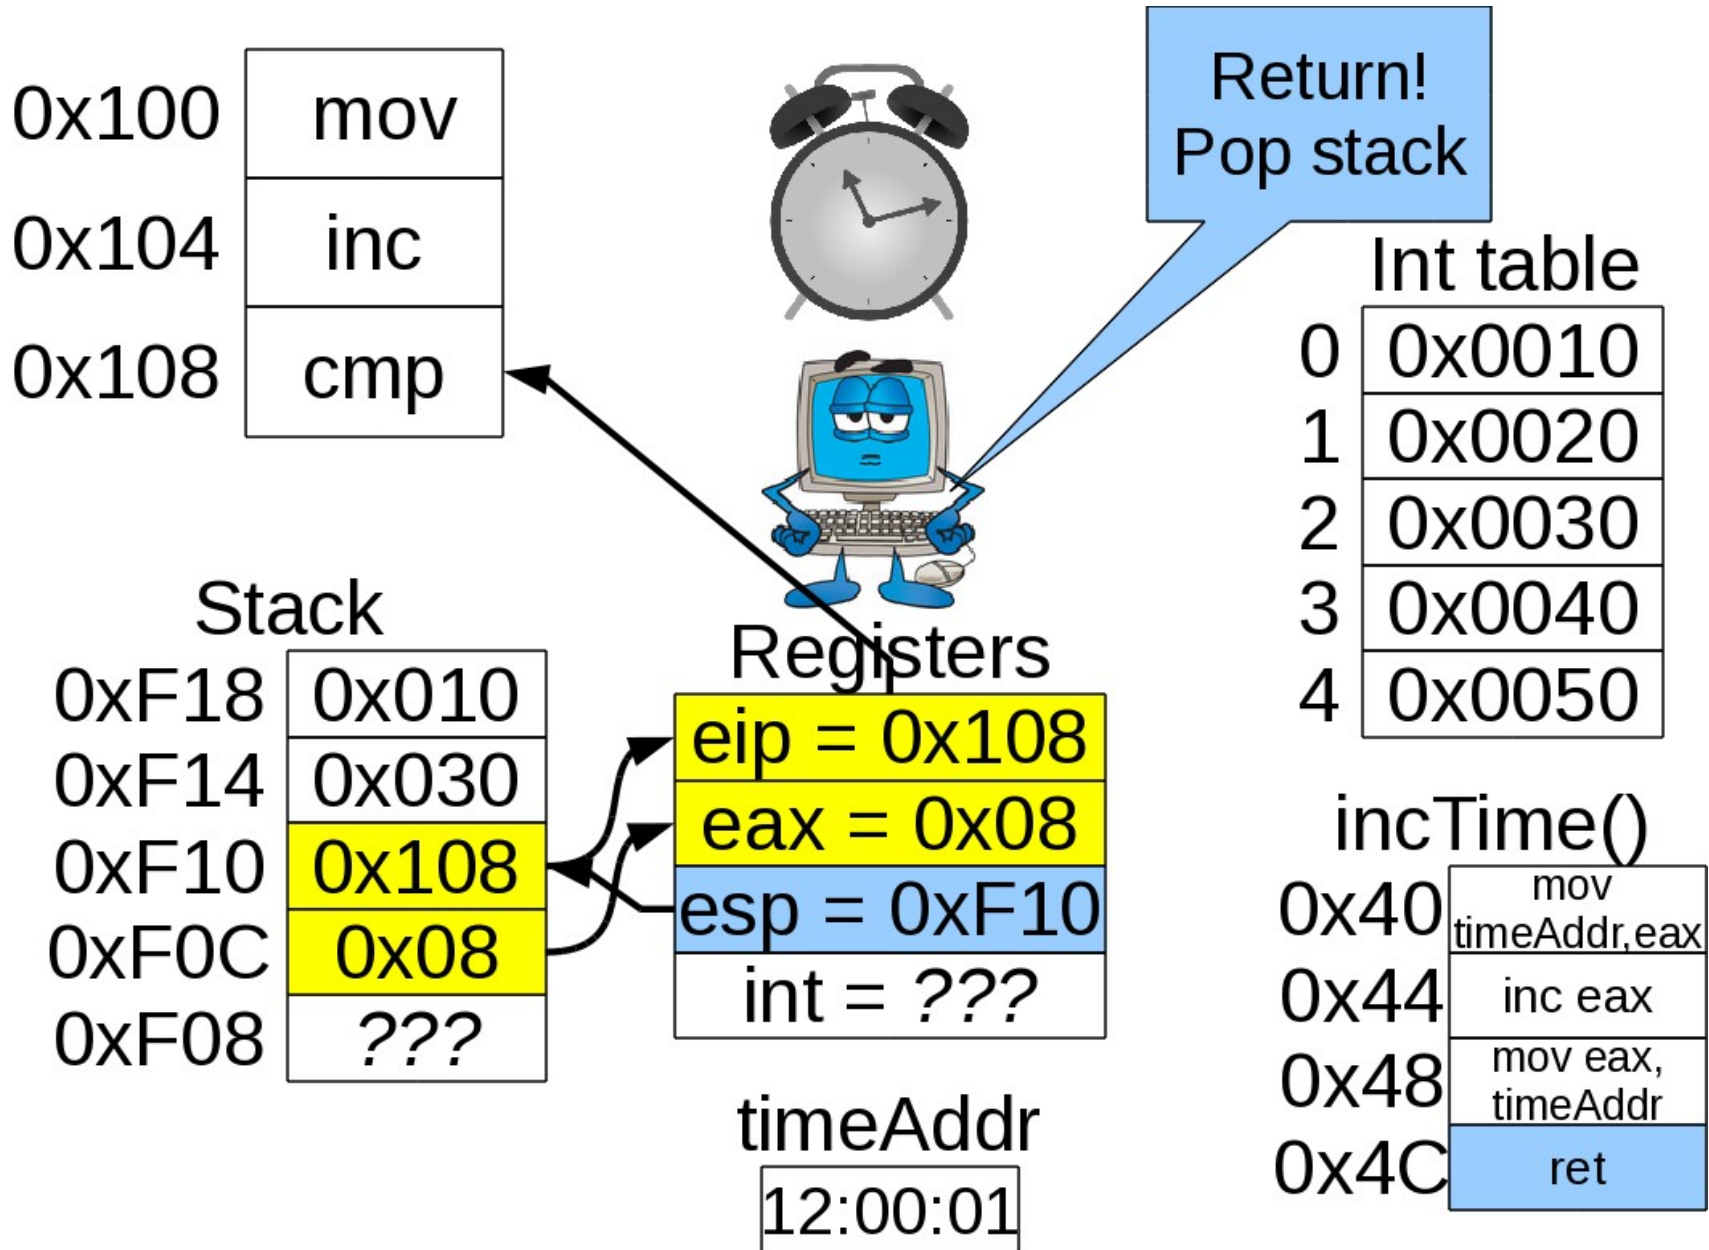 0x100 mov
0x104 inc
0x108 cmp
Return!
Pop stack
Int table
0 0x0010
1 0x0020
2 0x0030
3 0x0040
4 0x0050
Stack
0xF18 0x010
0xF14 0x030
0xF10 0x108
0xF0C 0x08
0xF08 ???
Registers
eip = 0x108
eax = 0x08
esp = 0xF10
int = ???
timeAddr
12:00:01
incTime()
0x40 mov
timeAddr,eax
0x44 inc eax
0x48 mov eax,
timeAddr
0x4C ret